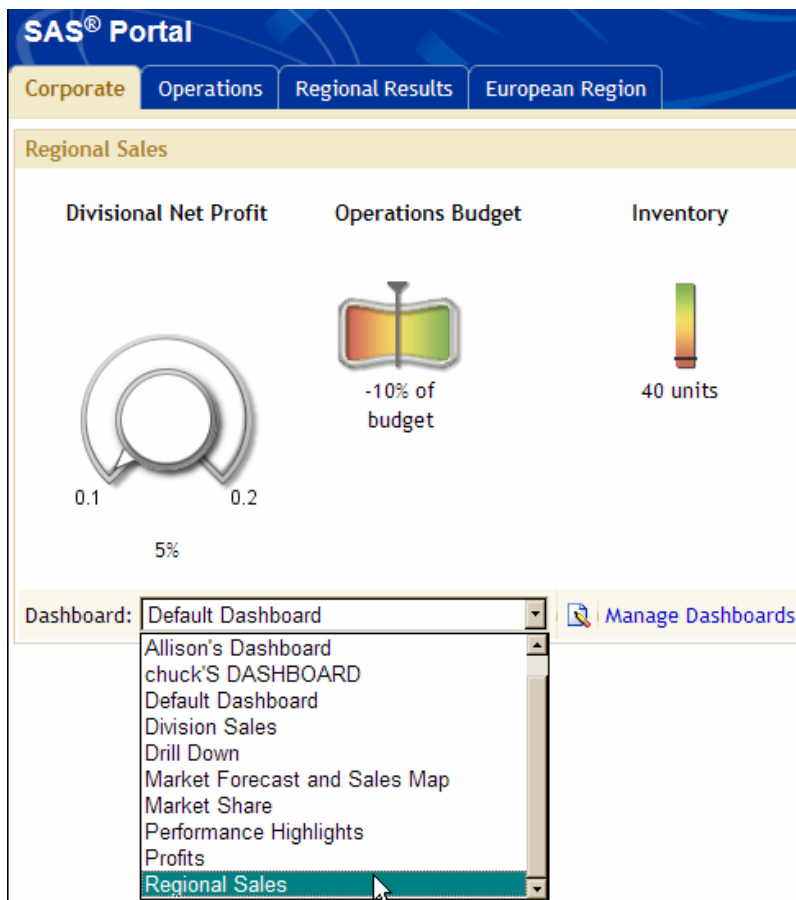 SAS® Portal
Corporate Operations Regional Results European Region
Regional Sales
Divisional Net Profit Operations Budget Inventory
-10% of 40 units
budget
0.1 0.2
5%
Dashboard: Default Dashboard Manage Dashboards
Allison's Dashboard
chuck'S DASHBOARD
Default Dashboard
Division Sales
Drill Down
Market Forecast and Sales Map
Market Share
Performance Highlights
Profits
Regional Sales